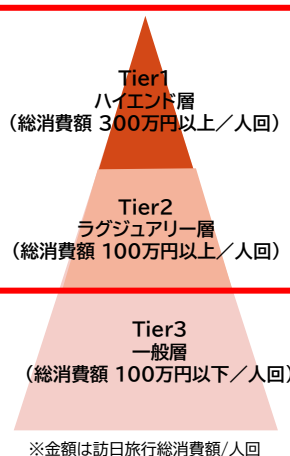 Tier1
ハイエンド層
(総消費額 300万円以上／人回)
Tier2
ラグジュアリー層
(総消費額 100万円以上／人回)
Tier3
一般層
(総消費額 100万円以下／人回)
※金額は訪日旅行総消費額/人回